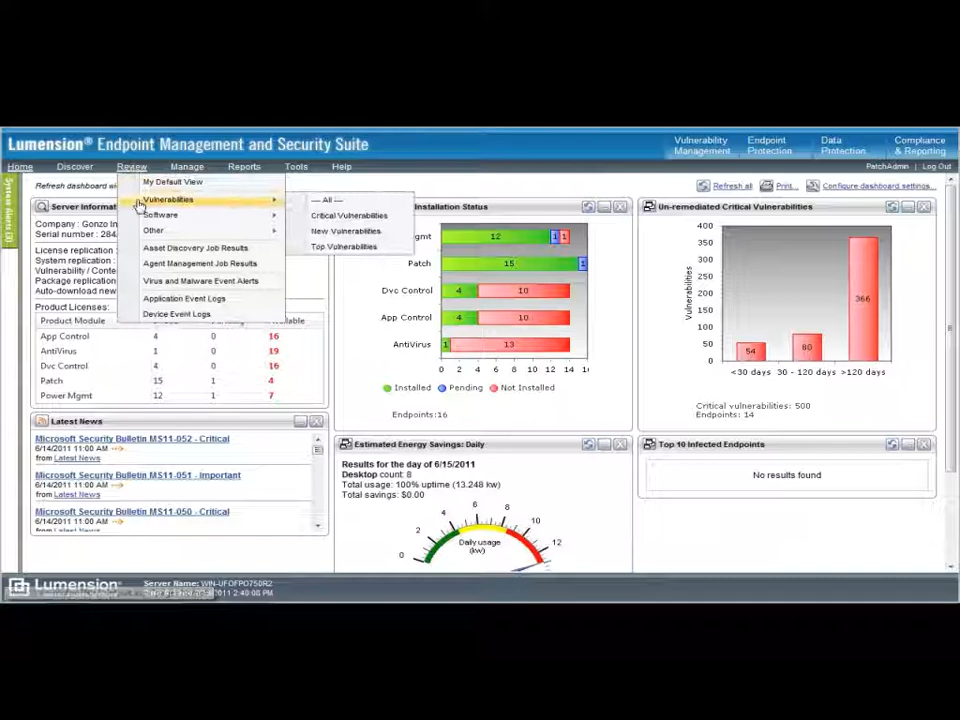 Lumension® Endpoint Management and Security Suite
Vulnerability Management
Endpoint Protection
Data Protection
Compliance & Reporting
Home Discover Review Manage Reports Tools Help
PatchAdmin | Log Out
System Alerts (3)
Refresh dashboard wi
Refresh all Print... Configure dashboard settings...
My Default View
Vulnerabilities
Software
Other
Asset Discovery Job Results
Agent Management Job Results
Virus and Malware Event Alerts
Application Event Logs
Device Event Logs
--- All ---
Critical Vulnerabilities
New Vulnerabilities
Top Vulnerabilities
Server Informat
Company : Gonzo In
Serial number : 284
License replication
System replication :
Vulnerability / Conte
Package replication
Auto-download new
Product Licenses:
Product Module
App Control 4 0 16
AntiVirus 1 0 19
Dvc Control 4 0 16
Patch 15 1 4
Power Mgmt 12 1 7
Latest News
Microsoft Security Bulletin MS11-052 - Critical
6/14/2011 11:00 AM
from Latest News
Microsoft Security Bulletin MS11-051 - Important
6/14/2011 11:00 AM
from Latest News
Microsoft Security Bulletin MS11-050 - Critical
6/14/2011 11:00 AM
Installation Status
mgmt 12 1 1
Patch 15 1
Dvc Control 4 10
App Control 4 10
AntiVirus 1 13
0 2 4 6 8 10 12 14 16
Installed Pending Not Installed
Endpoints:16
Estimated Energy Savings: Daily
Results for the day of 6/15/2011
Desktop count: 8
Total usage: 100% uptime (13.248 kw)
Total savings: $0.00
0 2 4 6 8 10 12
Daily usage
(kw)
Un-remediated Critical Vulnerabilities
Vulnerabilities
400
350
300
250
200
150
100
50
0
54 80 366
<30 days 30 - 120 days >120 days
Critical vulnerabilities: 500
Endpoints: 14
Top 10 Infected Endpoints
No results found
Lumension
Server Name: WIN-UFOFPO750R2